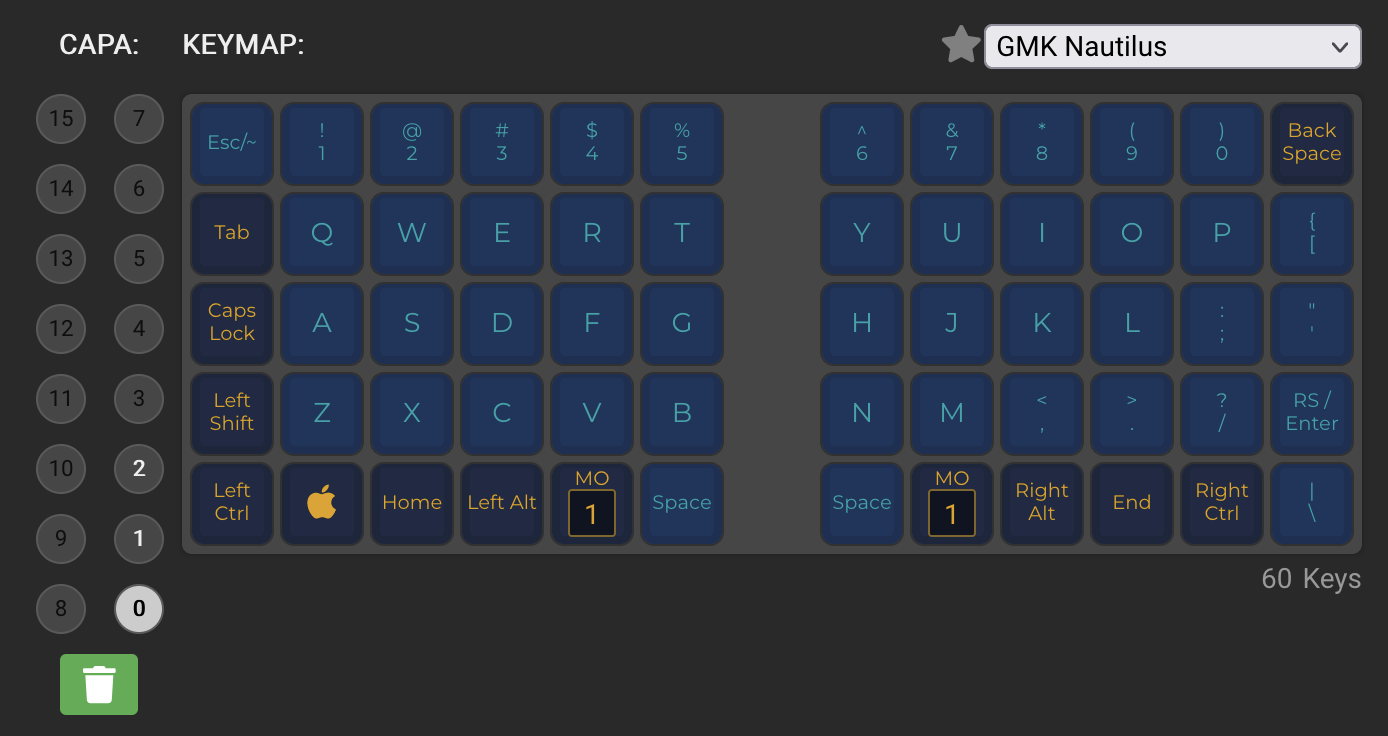 CAPA: KEYMAP: GMK Nautilus
15 7
14 6
13 5
12 4
11 3
10 2
9 1
8 0
Esc/~ ! 1 @ 2 # 3 $ 4 % 5 ^ 6 & 7 * 8 ( 9 ) 0 Back Space
Tab Q W E R T Y U I O P { [
Caps Lock A S D F G H J K L : ; " '
Left Shift Z X C V B N M < , > . ? / RS / Enter
Left Ctrl Home Left Alt MO 1 Space Space MO 1 Right Alt End Right Ctrl | \
60 Keys